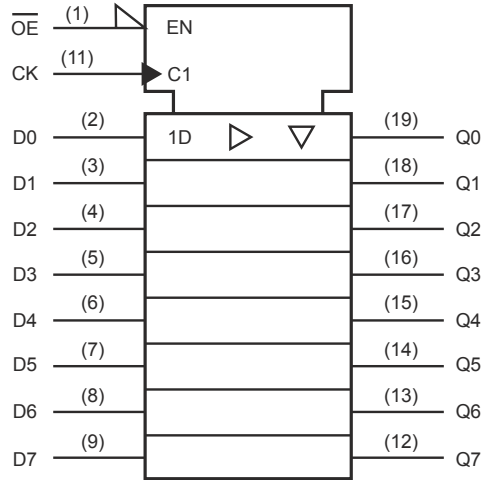 O̅E̅ (1) EN
CK (11) C1
D0 (2) 1D (19) Q0
D1 (3) (18) Q1
D2 (4) (17) Q2
D3 (5) (16) Q3
D4 (6) (15) Q4
D5 (7) (14) Q5
D6 (8) (13) Q6
D7 (9) (12) Q7